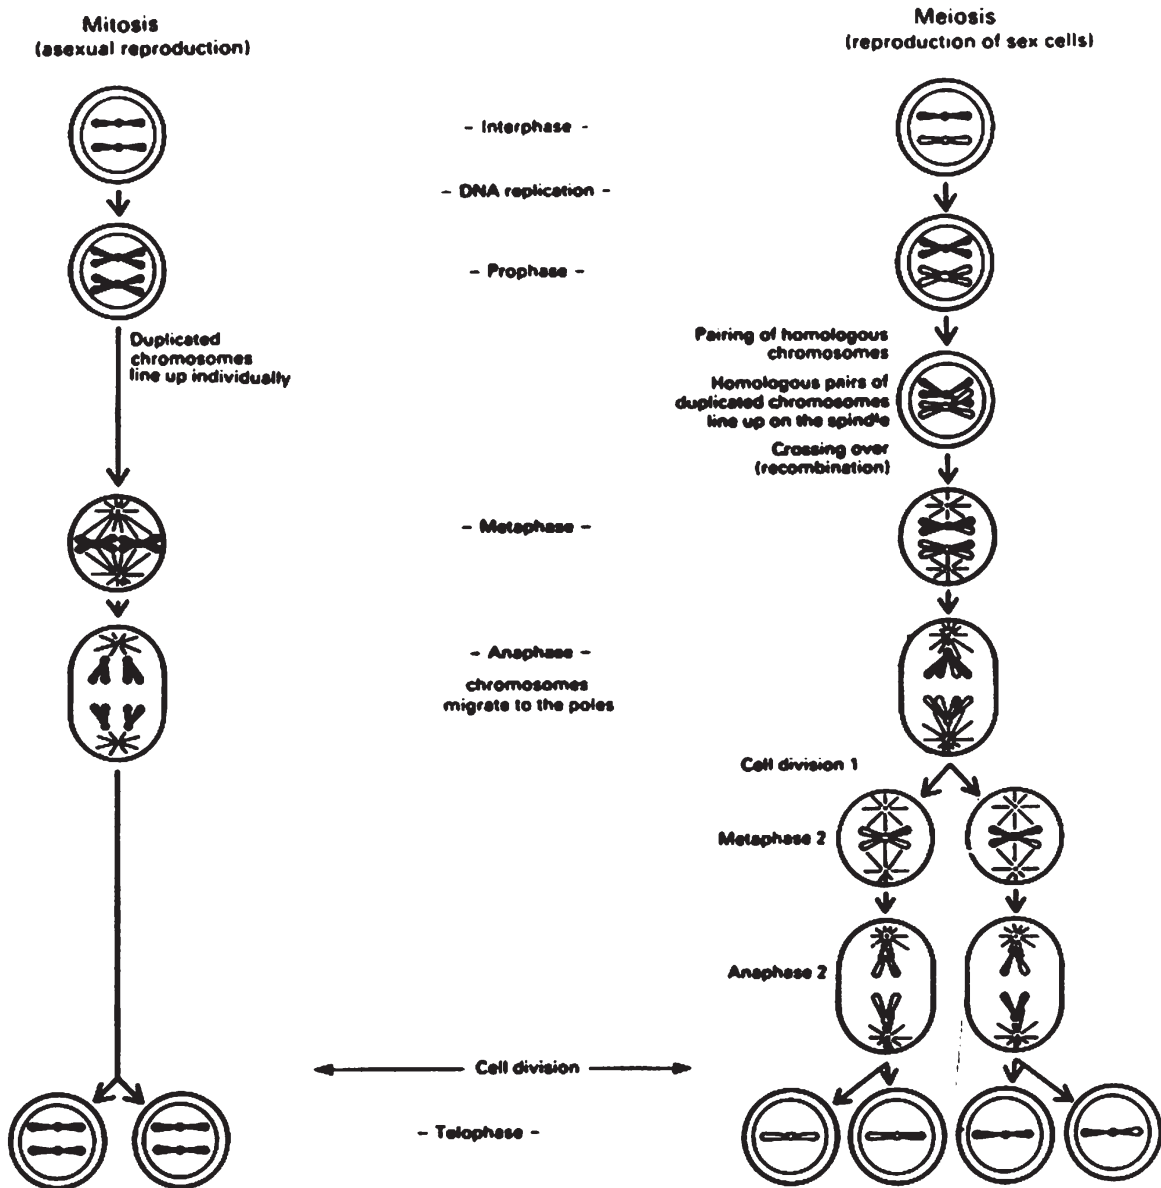 Mitosis
(asexual reproduction)
Meiosis
(reproduction of sex cells)
- Interphase -
- DNA replication -
- Prophase -
Duplicated
chromosomes
line up individually
Pairing of homologous
chromosomes
Homologous pairs of
duplicated chromosomes
line up on the spindle
Crossing over
(recombination)
- Metaphase -
- Anaphase -
chromosomes
migrate to the poles
Cell division 1
Metaphase 2
Anaphase 2
Cell division
- Telophase -